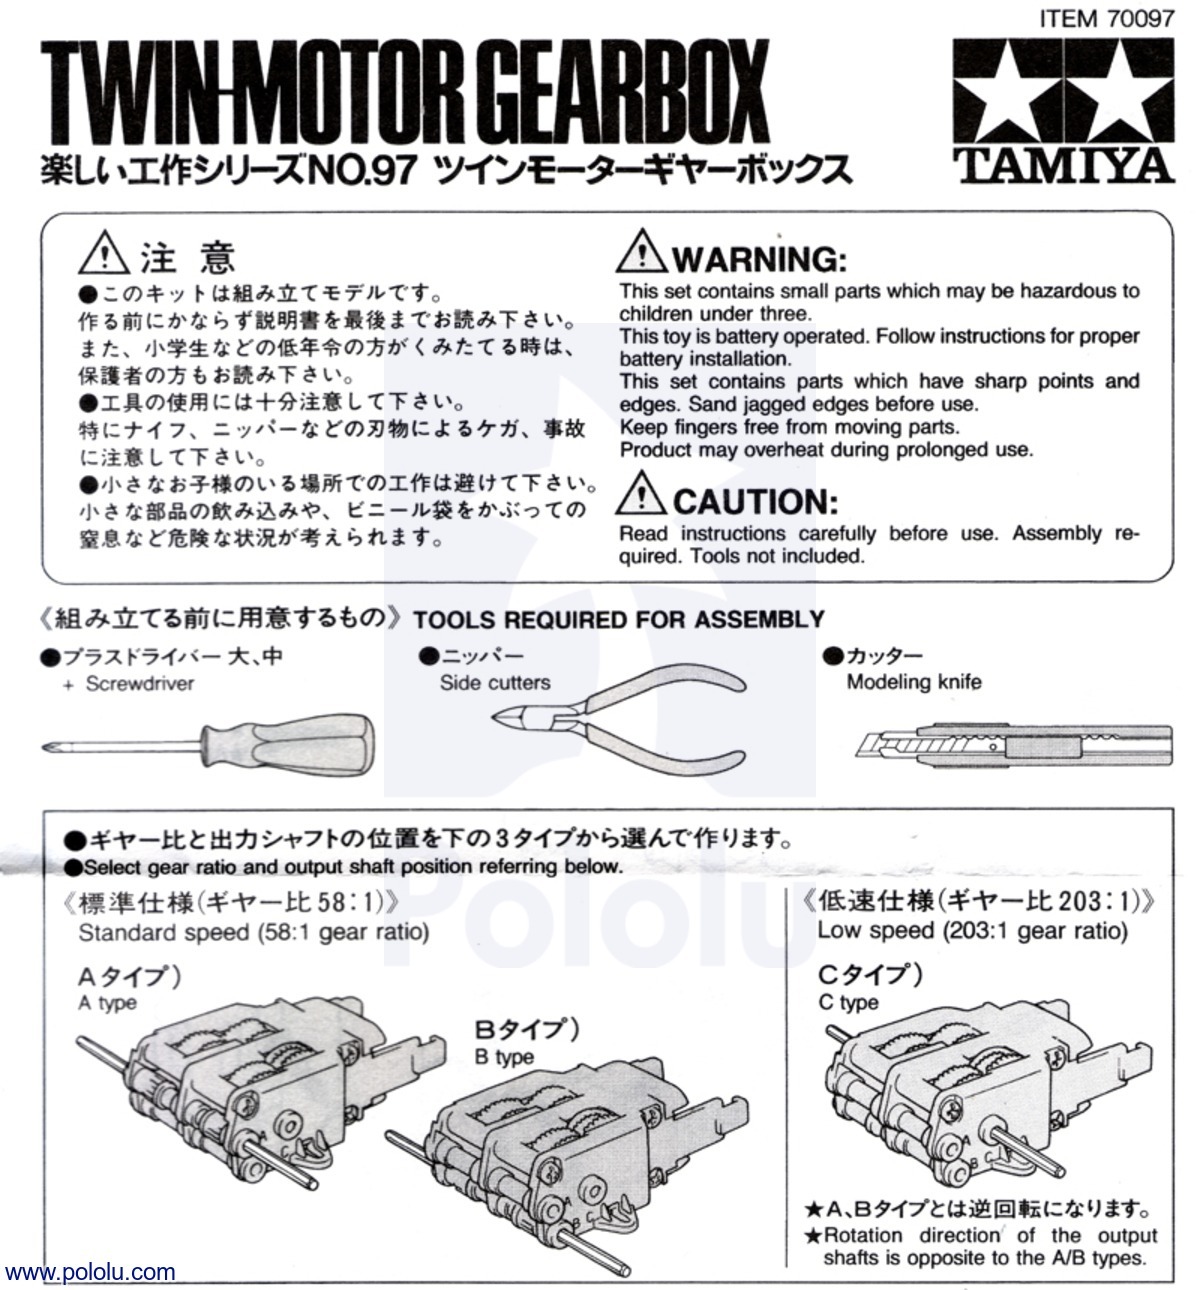 ITEM 70097
TWIN-MOTOR GEARBOX
楽しい工作シリーズNO.97 ツインモーターギヤーボックス
TAMIYA
注 意
●このキットは組み立てモデルです。
作る前にかならず説明書を最後までお読み下さい。
また、小学生などの低年令の方がくみたてる時は、
保護者の方もお読み下さい。
●工具の使用には十分注意して下さい。
特にナイフ、ニッパーなどの刃物によるケガ、事故
に注意して下さい。
●小さなお子様のいる場所での工作は避けて下さい。
小さな部品の飲み込みや、ビニール袋をかぶっての
窒息など危険な状況が考えられます。
WARNING:
This set contains small parts which may be hazardous to
children under three.
This toy is battery operated. Follow instructions for proper
battery installation.
This set contains parts which have sharp points and
edges. Sand jagged edges before use.
Keep fingers free from moving parts.
Product may overheat during prolonged use.
CAUTION:
Read instructions carefully before use. Assembly re-
quired. Tools not included.
《組み立てる前に用意するもの》 TOOLS REQUIRED FOR ASSEMBLY
●プラスドライバー 大、中
+ Screwdriver
●ニッパー
Side cutters
●カッター
Modeling knife
●ギヤー比と出力シャフトの位置を下の3タイプから選んで作ります。
●Select gear ratio and output shaft position referring below.
Pololu
《標準仕様(ギヤー比58:1)》
Standard speed (58:1 gear ratio)
Aタイプ)
A type
A
C
Bタイプ)
B type
A
B C
《低速仕様(ギヤー比203:1)》
Low speed (203:1 gear ratio)
Cタイプ)
C type
A
B C
★A、Bタイプとは逆回転になります。
★Rotation direction of the output
shafts is opposite to the A/B types.
www.pololu.com